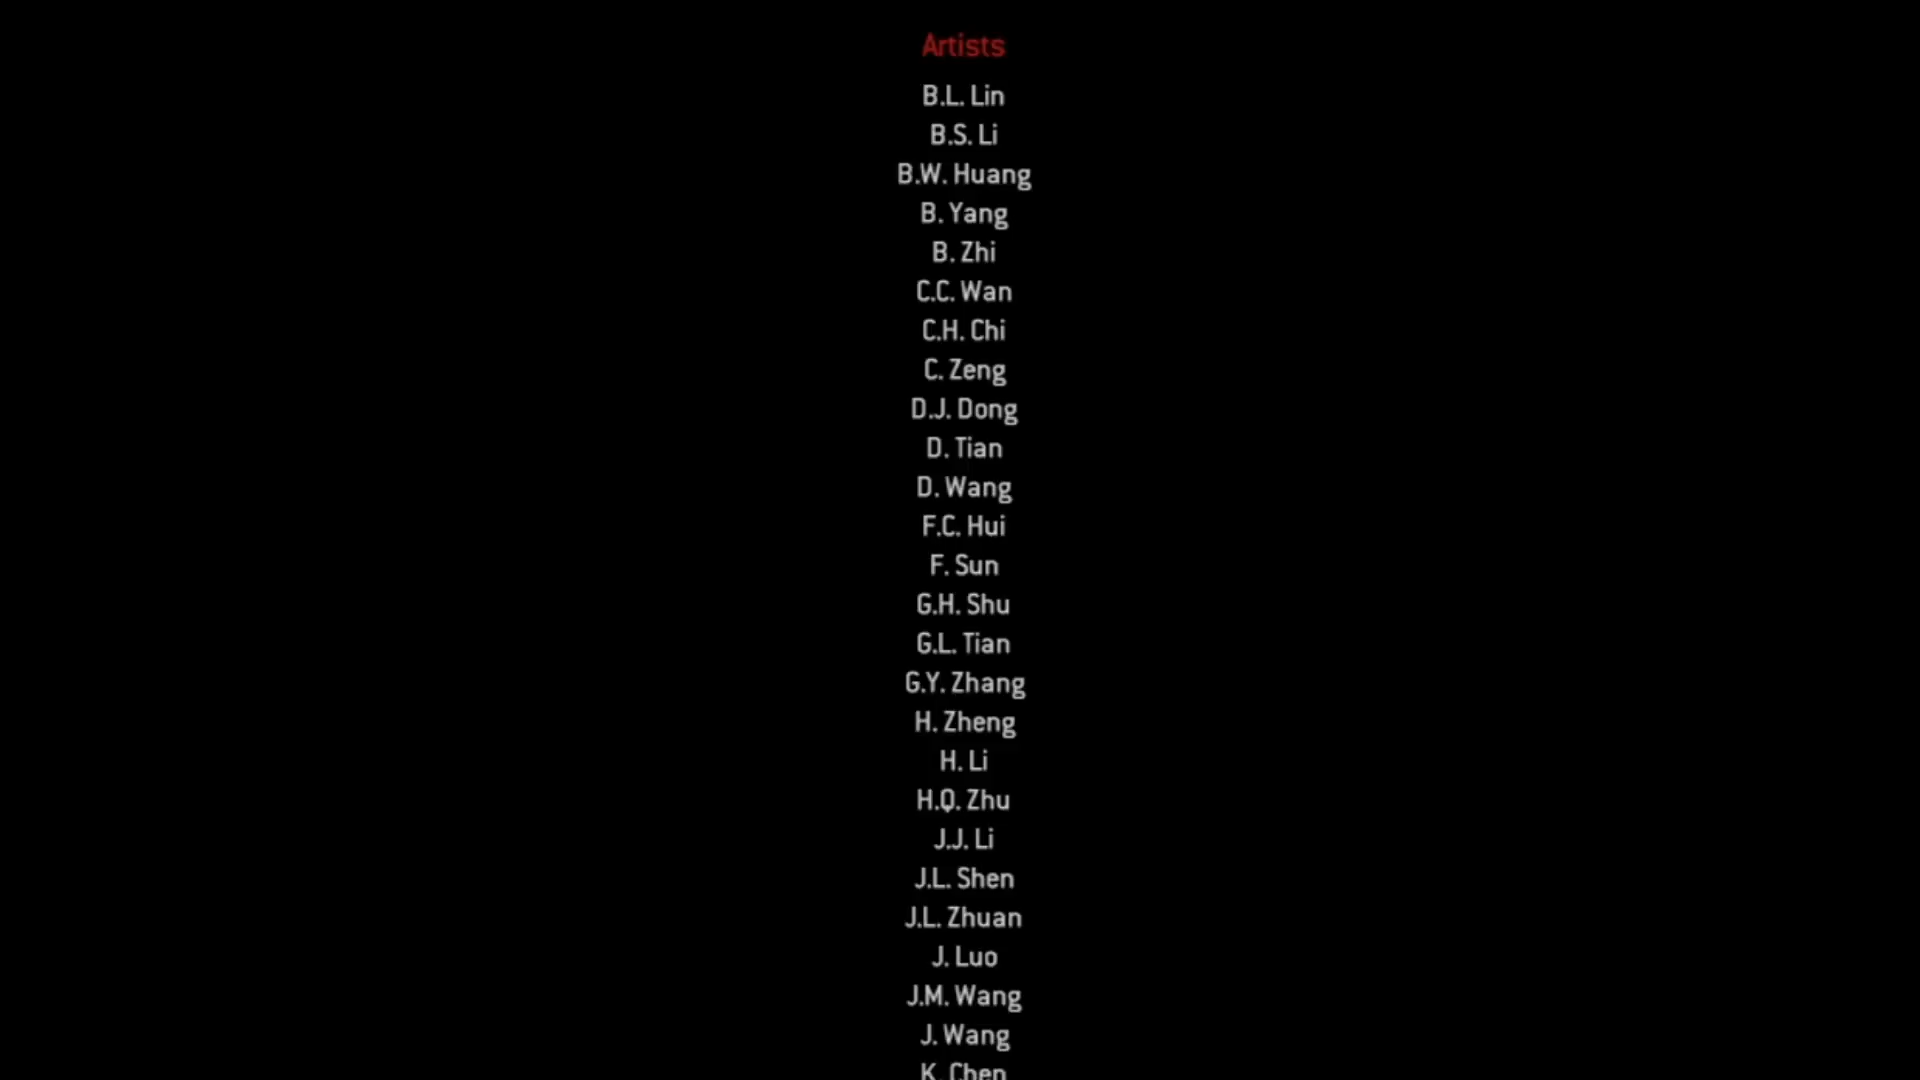 Artists
B.L. Lin
B.S. Li
B.W. Huang
B. Yang
B. Zhi
C.C. Wan
C.H. Chi
C. Zeng
D.J. Dong
D. Tian
D. Wang
F.C. Hui
F. Sun
G.H. Shu
G.L. Tian
G.Y. Zhang
H. Zheng
H. Li
H.Q. Zhu
J.J. Li
J.L. Shen
J.L. Zhuan
J. Luo
J.M. Wang
J. Wang
K. Chen